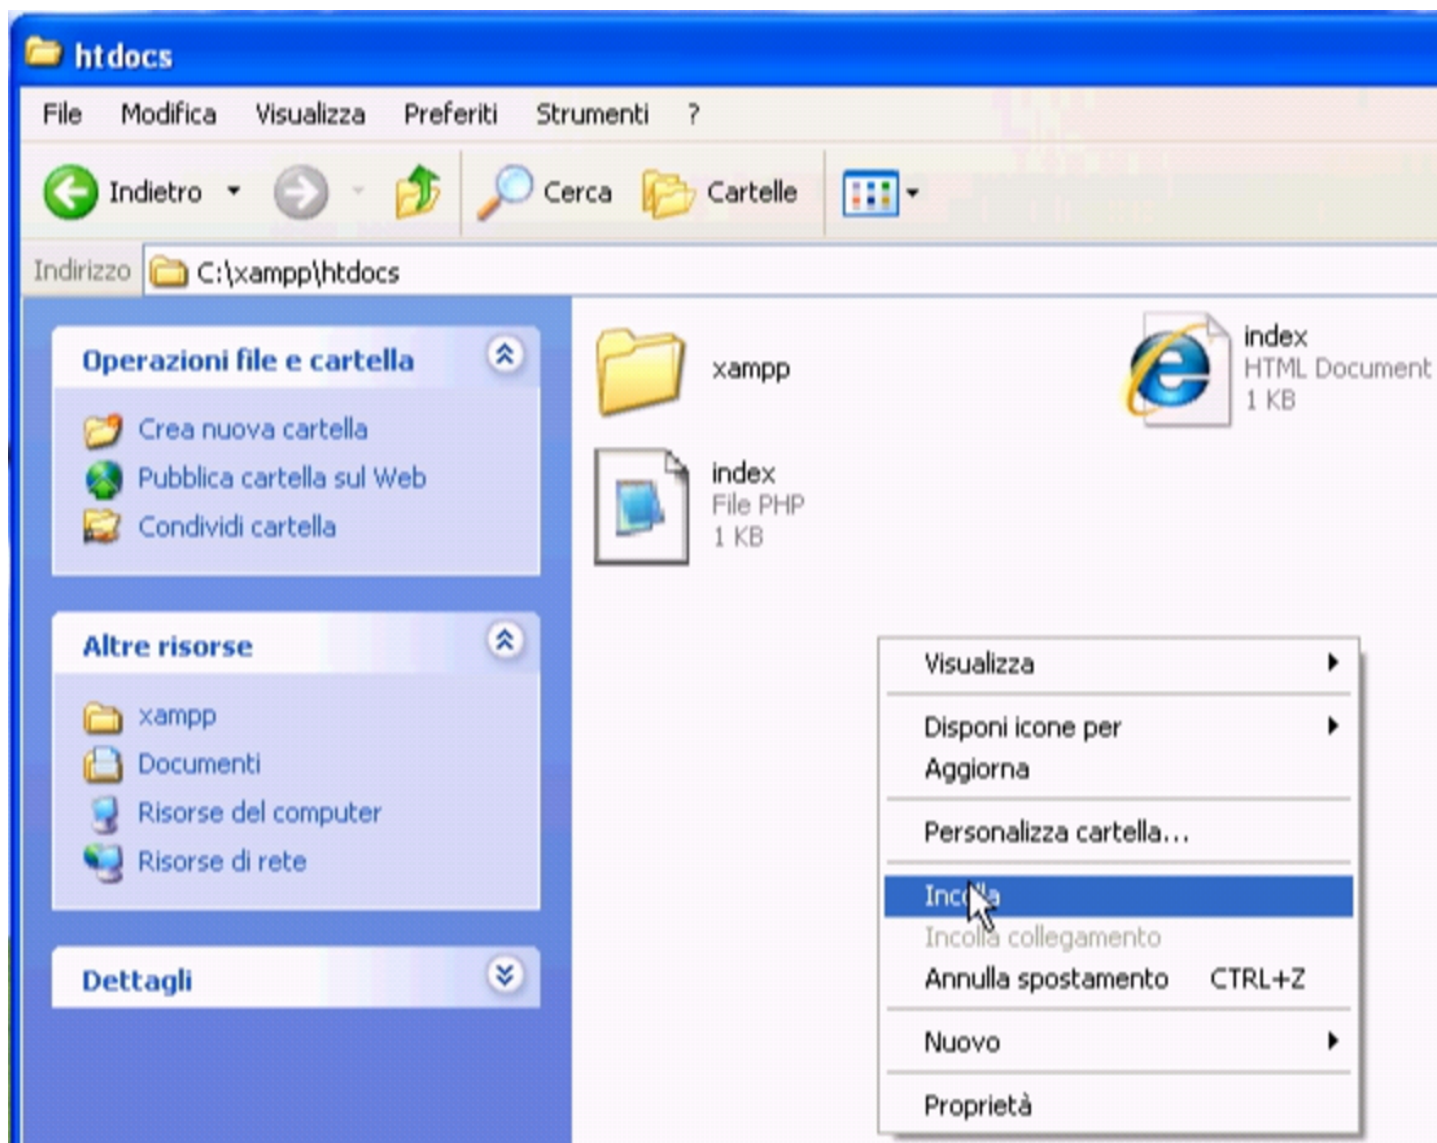 htdocs
File Modifica Visualizza Preferiti Strumenti ?
Indietro Cerca Cartelle
Indirizzo C:\xampp\htdocs
Operazioni file e cartella
Crea nuova cartella
Pubblica cartella sul Web
Condividi cartella
Altre risorse
xampp
Documenti
Risorse del computer
Risorse di rete
Dettagli
xampp
index
HTML Document
1 KB
index
File PHP
1 KB
Visualizza
Disponi icone per
Aggiorna
Personalizza cartella...
Incolla
Incolla collegamento
Annulla spostamento CTRL+Z
Nuovo
Proprietà